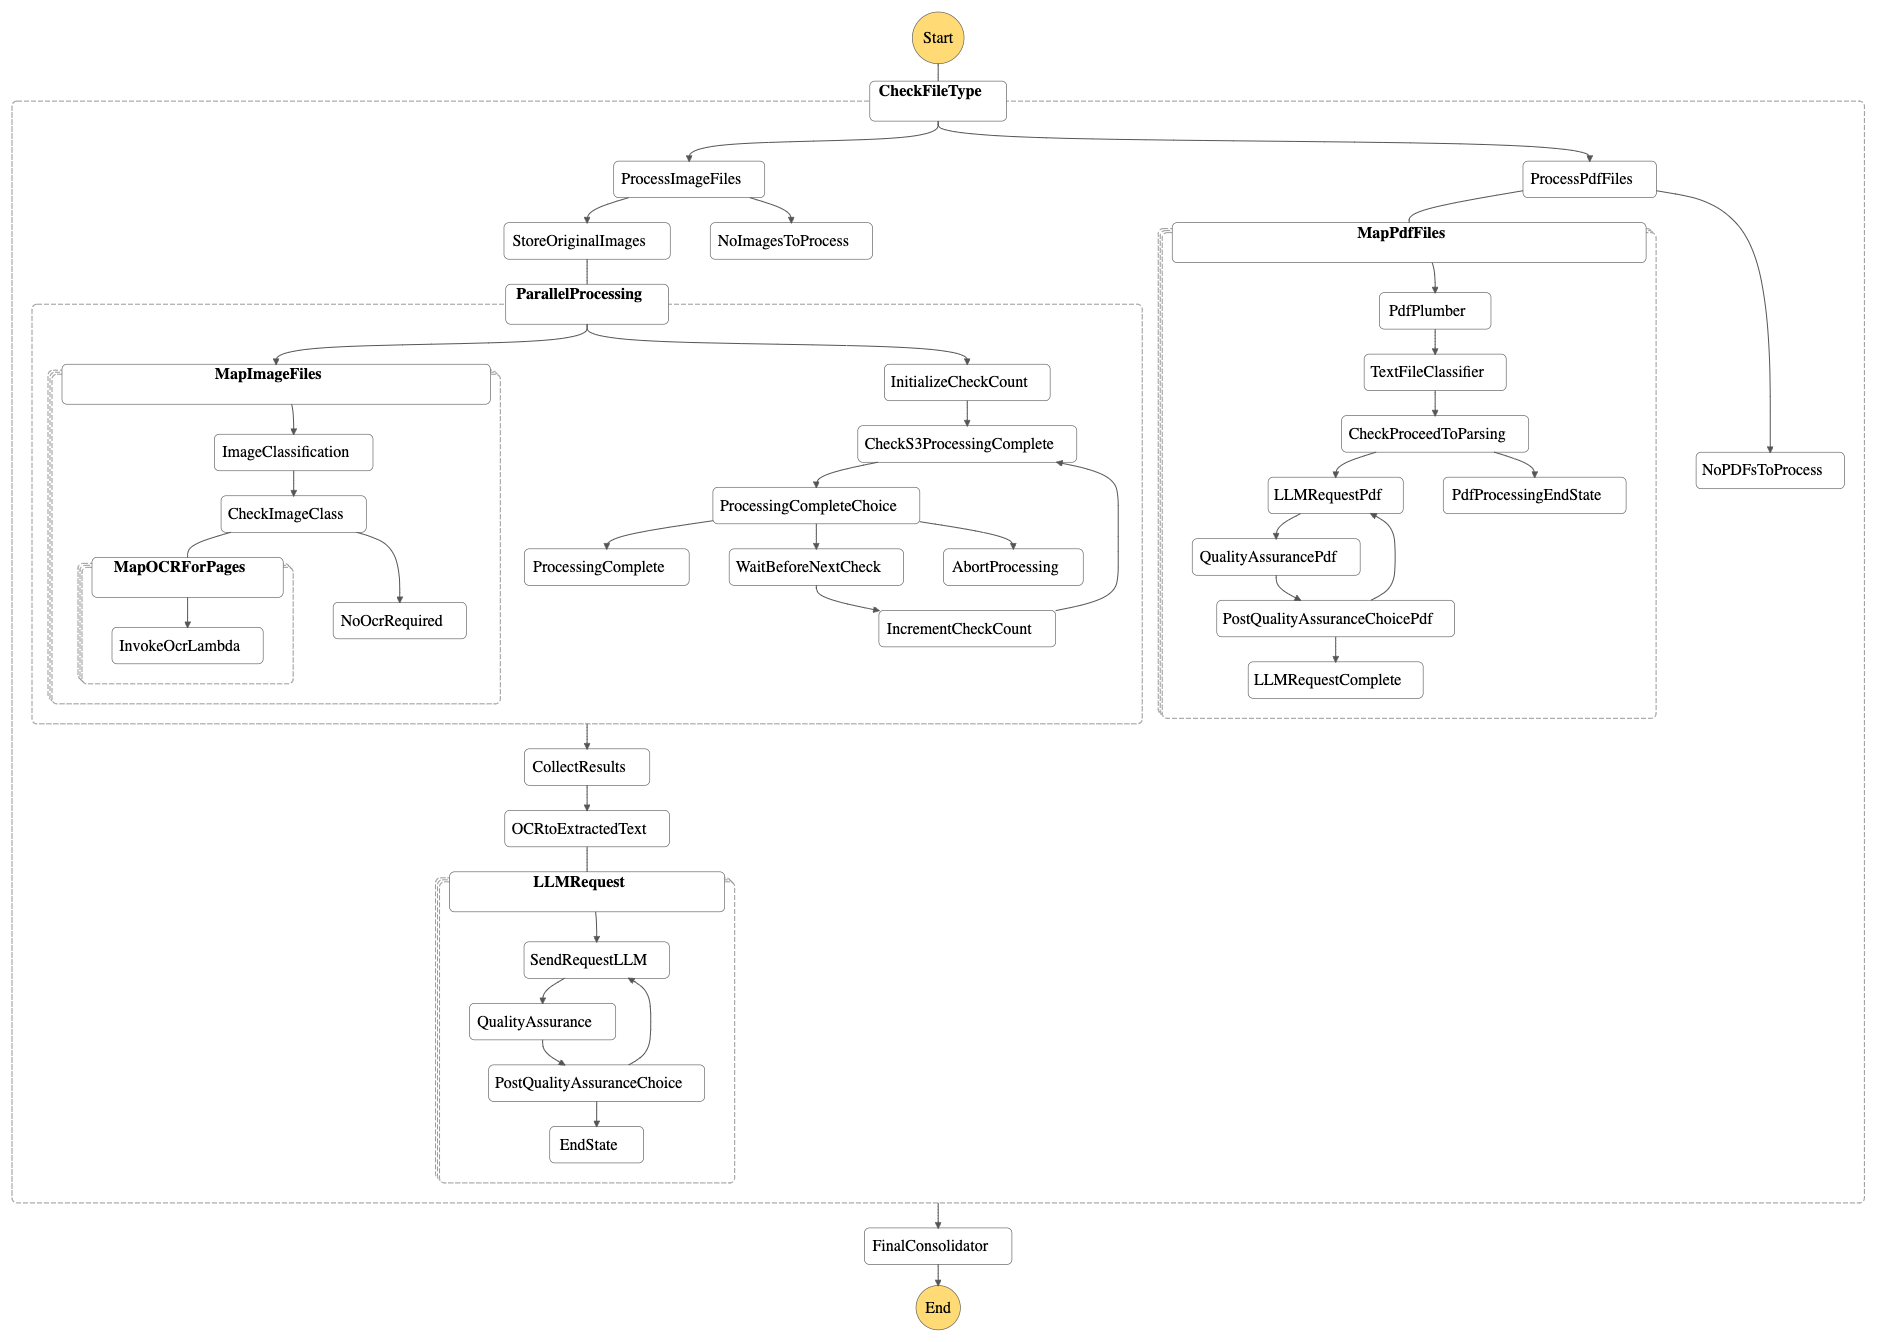 Start
CheckFileType
ProcessImageFiles
ProcessPdfFiles
StoreOriginalImages
NoImagesToProcess
MapPdfFiles
ParallelProcessing
PdfPlumber
MapImageFiles
InitializeCheckCount
TextFileClassifier
ImageClassification
CheckS3ProcessingComplete
CheckProceedToParsing
NoPDFsToProcess
CheckImageClass
ProcessingCompleteChoice
LLMRequestPdf
PdfProcessingEndState
MapOCRForPages
ProcessingComplete
WaitBeforeNextCheck
AbortProcessing
QualityAssurancePdf
NoOcrRequired
IncrementCheckCount
PostQualityAssuranceChoicePdf
InvokeOcrLambda
LLMRequestComplete
CollectResults
OCRtoExtractedText
LLMRequest
SendRequestLLM
QualityAssurance
PostQualityAssuranceChoice
EndState
FinalConsolidator
End